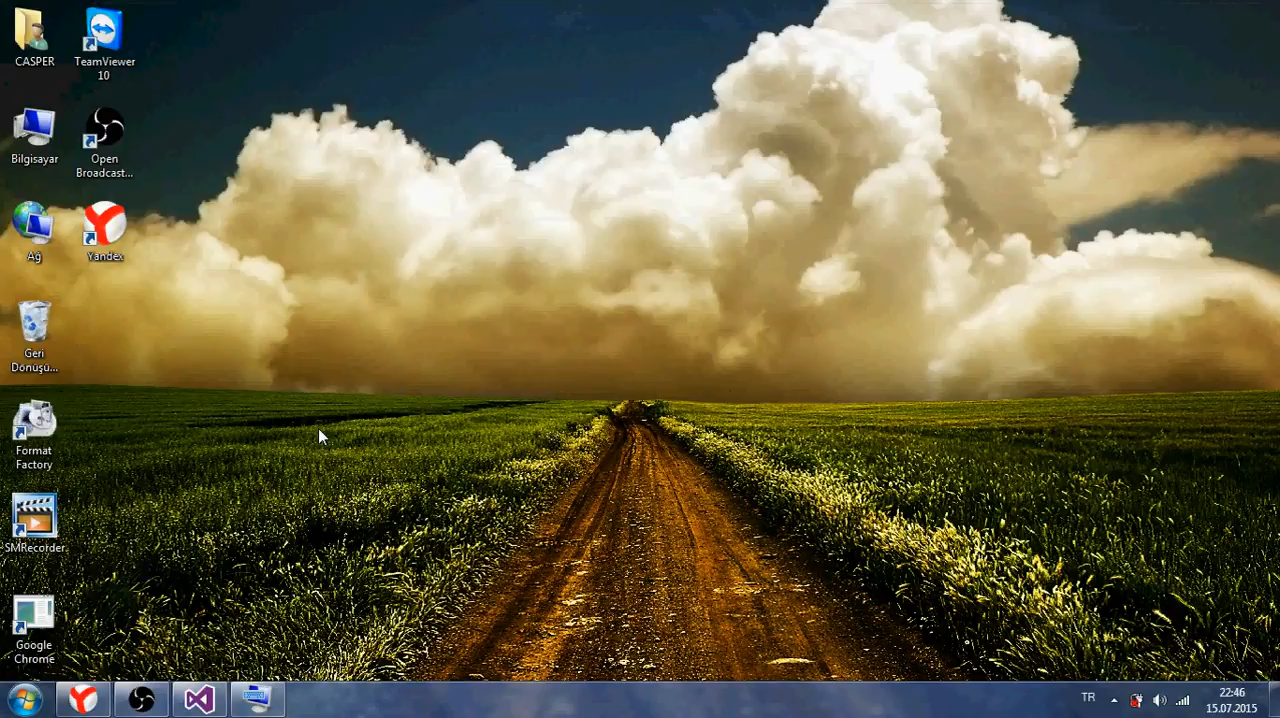 CASPER
TeamViewer
10
Bilgisayar
Open
Broadcast...
Ağ
Yandex
Geri
Dönüşü...
Format
Factory
SMRecorder
Google
Chrome
TR
22:46
15.07.2015